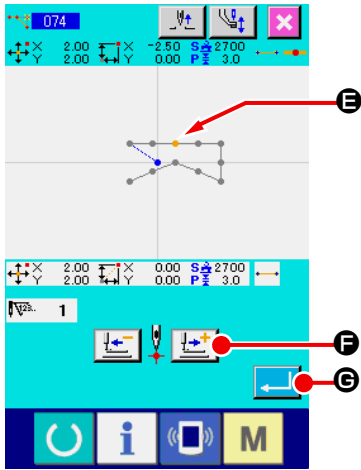 074
X 2.00 X -2.50 S 2700
Y 2.00 Y 0.00 P 3.0
E
X 2.00 X 0.00 S 2700
Y 2.00 Y 0.00 P 3.0
123.. 1
F
G
i M